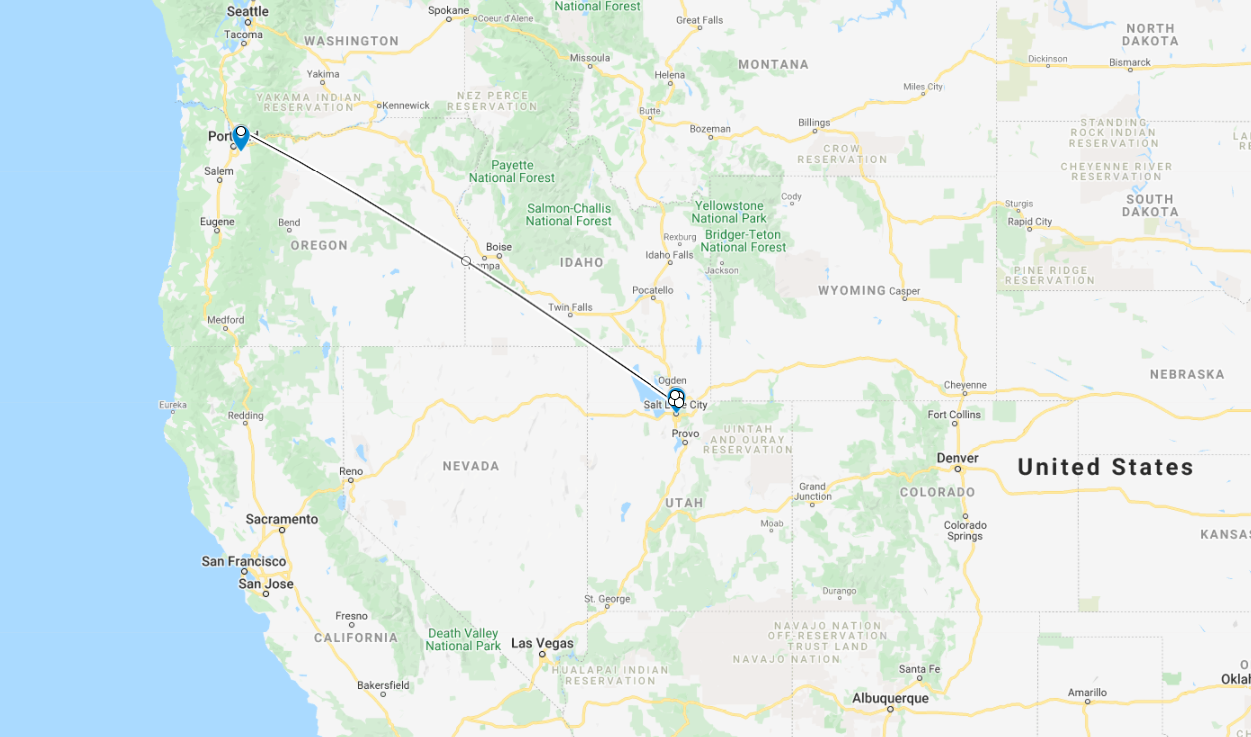 Seattle
Tacoma
WASHINGTON
Spokane
Coeur d'Alene
National Forest
Great Falls
NORTH
DAKOTA
MONTANA
Missoula
Helena
Dickinson
Bismarck
Yakima
YAKAMA INDIAN
RESERVATION
Kennewick
NEZ PERCE
RESERVATION
Butte
Bozeman
Billings
Miles City
CROW
RESERVATION
STANDING
ROCK INDIAN
RESERVATION
CHEYENNE RIVER
RESERVATION
SOUTH
DAKOTA
Salem
Payette
National Forest
Salmon-Challis
National Forest
Yellowstone
National Park
Cody
Sturgis
Rapid City
Eugene
Bend
OREGON
Boise
IDAHO
Rexburg
Idaho Falls
Bridger-Teton
National Forest
Jackson
PINE RIDGE
RESERVATION
Pocatello
WYOMING
Casper
Twin Falls
Medford
Ogden
Salt Lake City
Cheyenne
NEBRASKA
Eureka
Redding
Provo
UINTAH
AND OURAY
RESERVATION
Fort Collins
Denver
United States
Reno
NEVADA
UTAH
Grand
Junction
COLORADO
Moab
Colorado
Springs
Sacramento
San Francisco
San Jose
St. George
Durango
Fresno
CALIFORNIA
Death Valley
National Park
Las Vegas
NAVAJO NATION
OFF-RESERVATION
TRUST LAND
NAVAJO NATION
HUALAPAI INDIAN
RESERVATION
Santa Fe
Bakersfield
Albuquerque
Amarillo